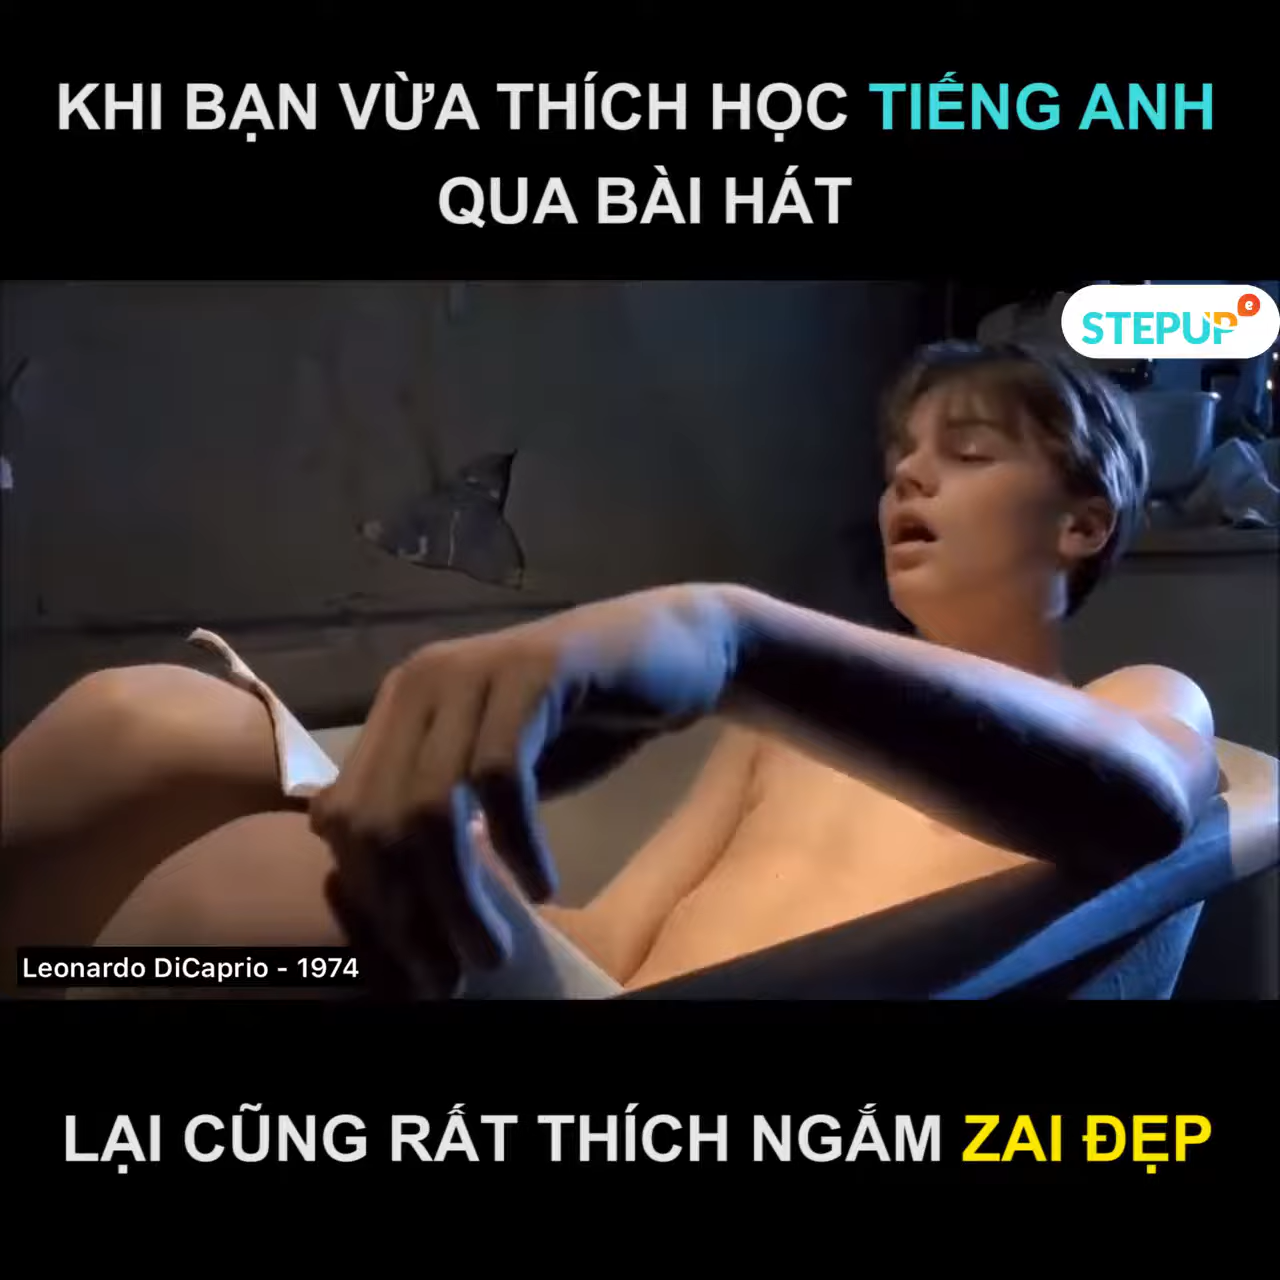 KHI BẠN VỪA THÍCH HỌC TIẾNG ANH
QUA BÀI HÁT
STEPUP e
Leonardo DiCaprio - 1974
LẠI CŨNG RẤT THÍCH NGẮM ZAI ĐẸP